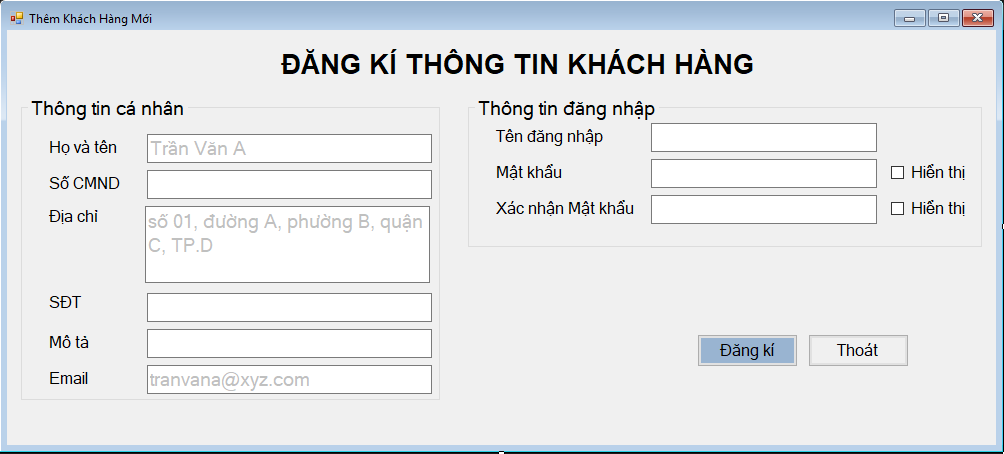 Thêm Khách Hàng Mới
ĐĂNG KÍ THÔNG TIN KHÁCH HÀNG
Thông tin cá nhân
Họ và tên
Trần Văn A
Số CMND
Địa chỉ
số 01, đường A, phường B, quận
C, TP.D
SĐT
Mô tả
Email
tranvana@xyz.com
Thông tin đăng nhập
Tên đăng nhập
Mật khẩu
Hiển thị
Xác nhận Mật khẩu
Hiển thị
Đăng kí
Thoát